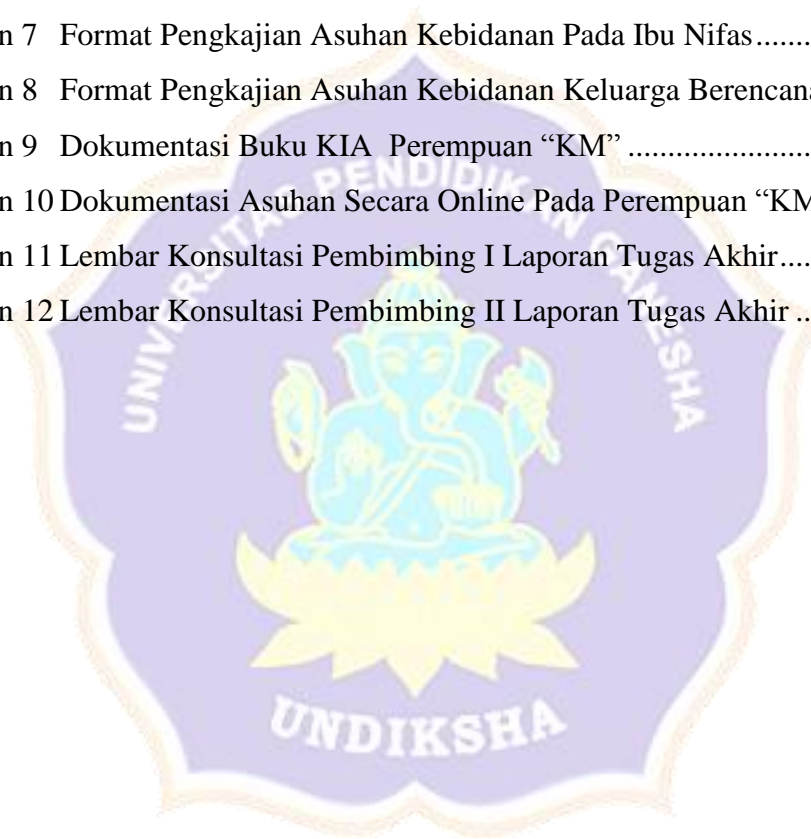 n 7 Format Pengkajian Asuhan Kebidanan Pada Ibu Nifas.......
n 8 Format Pengkajian Asuhan Kebidanan Keluarga Berencana
n 9 Dokumentasi Buku KIA Perempuan “KM” .......................
n 10 Dokumentasi Asuhan Secara Online Pada Perempuan “KM
n 11 Lembar Konsultasi Pembimbing I Laporan Tugas Akhir....
n 12 Lembar Konsultasi Pembimbing II Laporan Tugas Akhir ..
UNIVERSITAS PENDIDIKAN GANESHA
UNDIKSHA